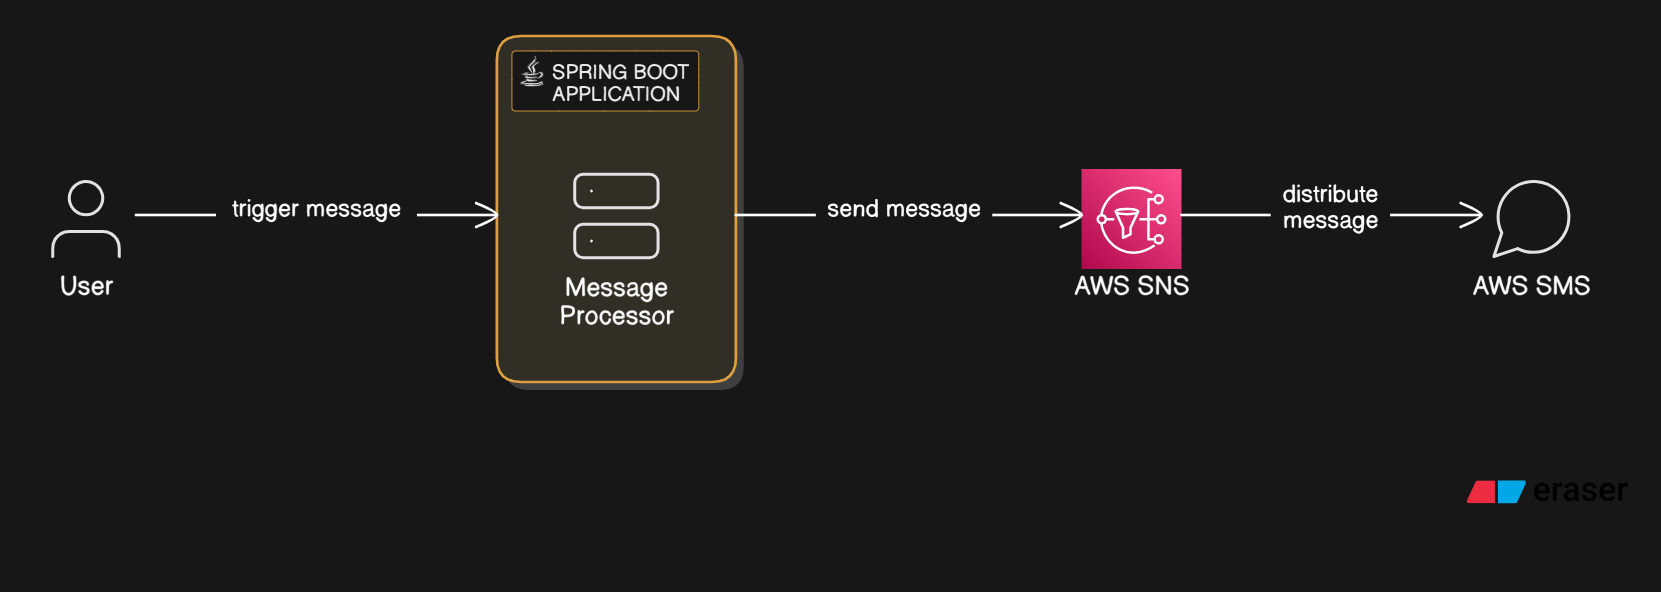 SPRING BOOT
APPLICATION
trigger message
send message
distribute
message
User
Message
Processor
AWS SNS
AWS SMS
eraser